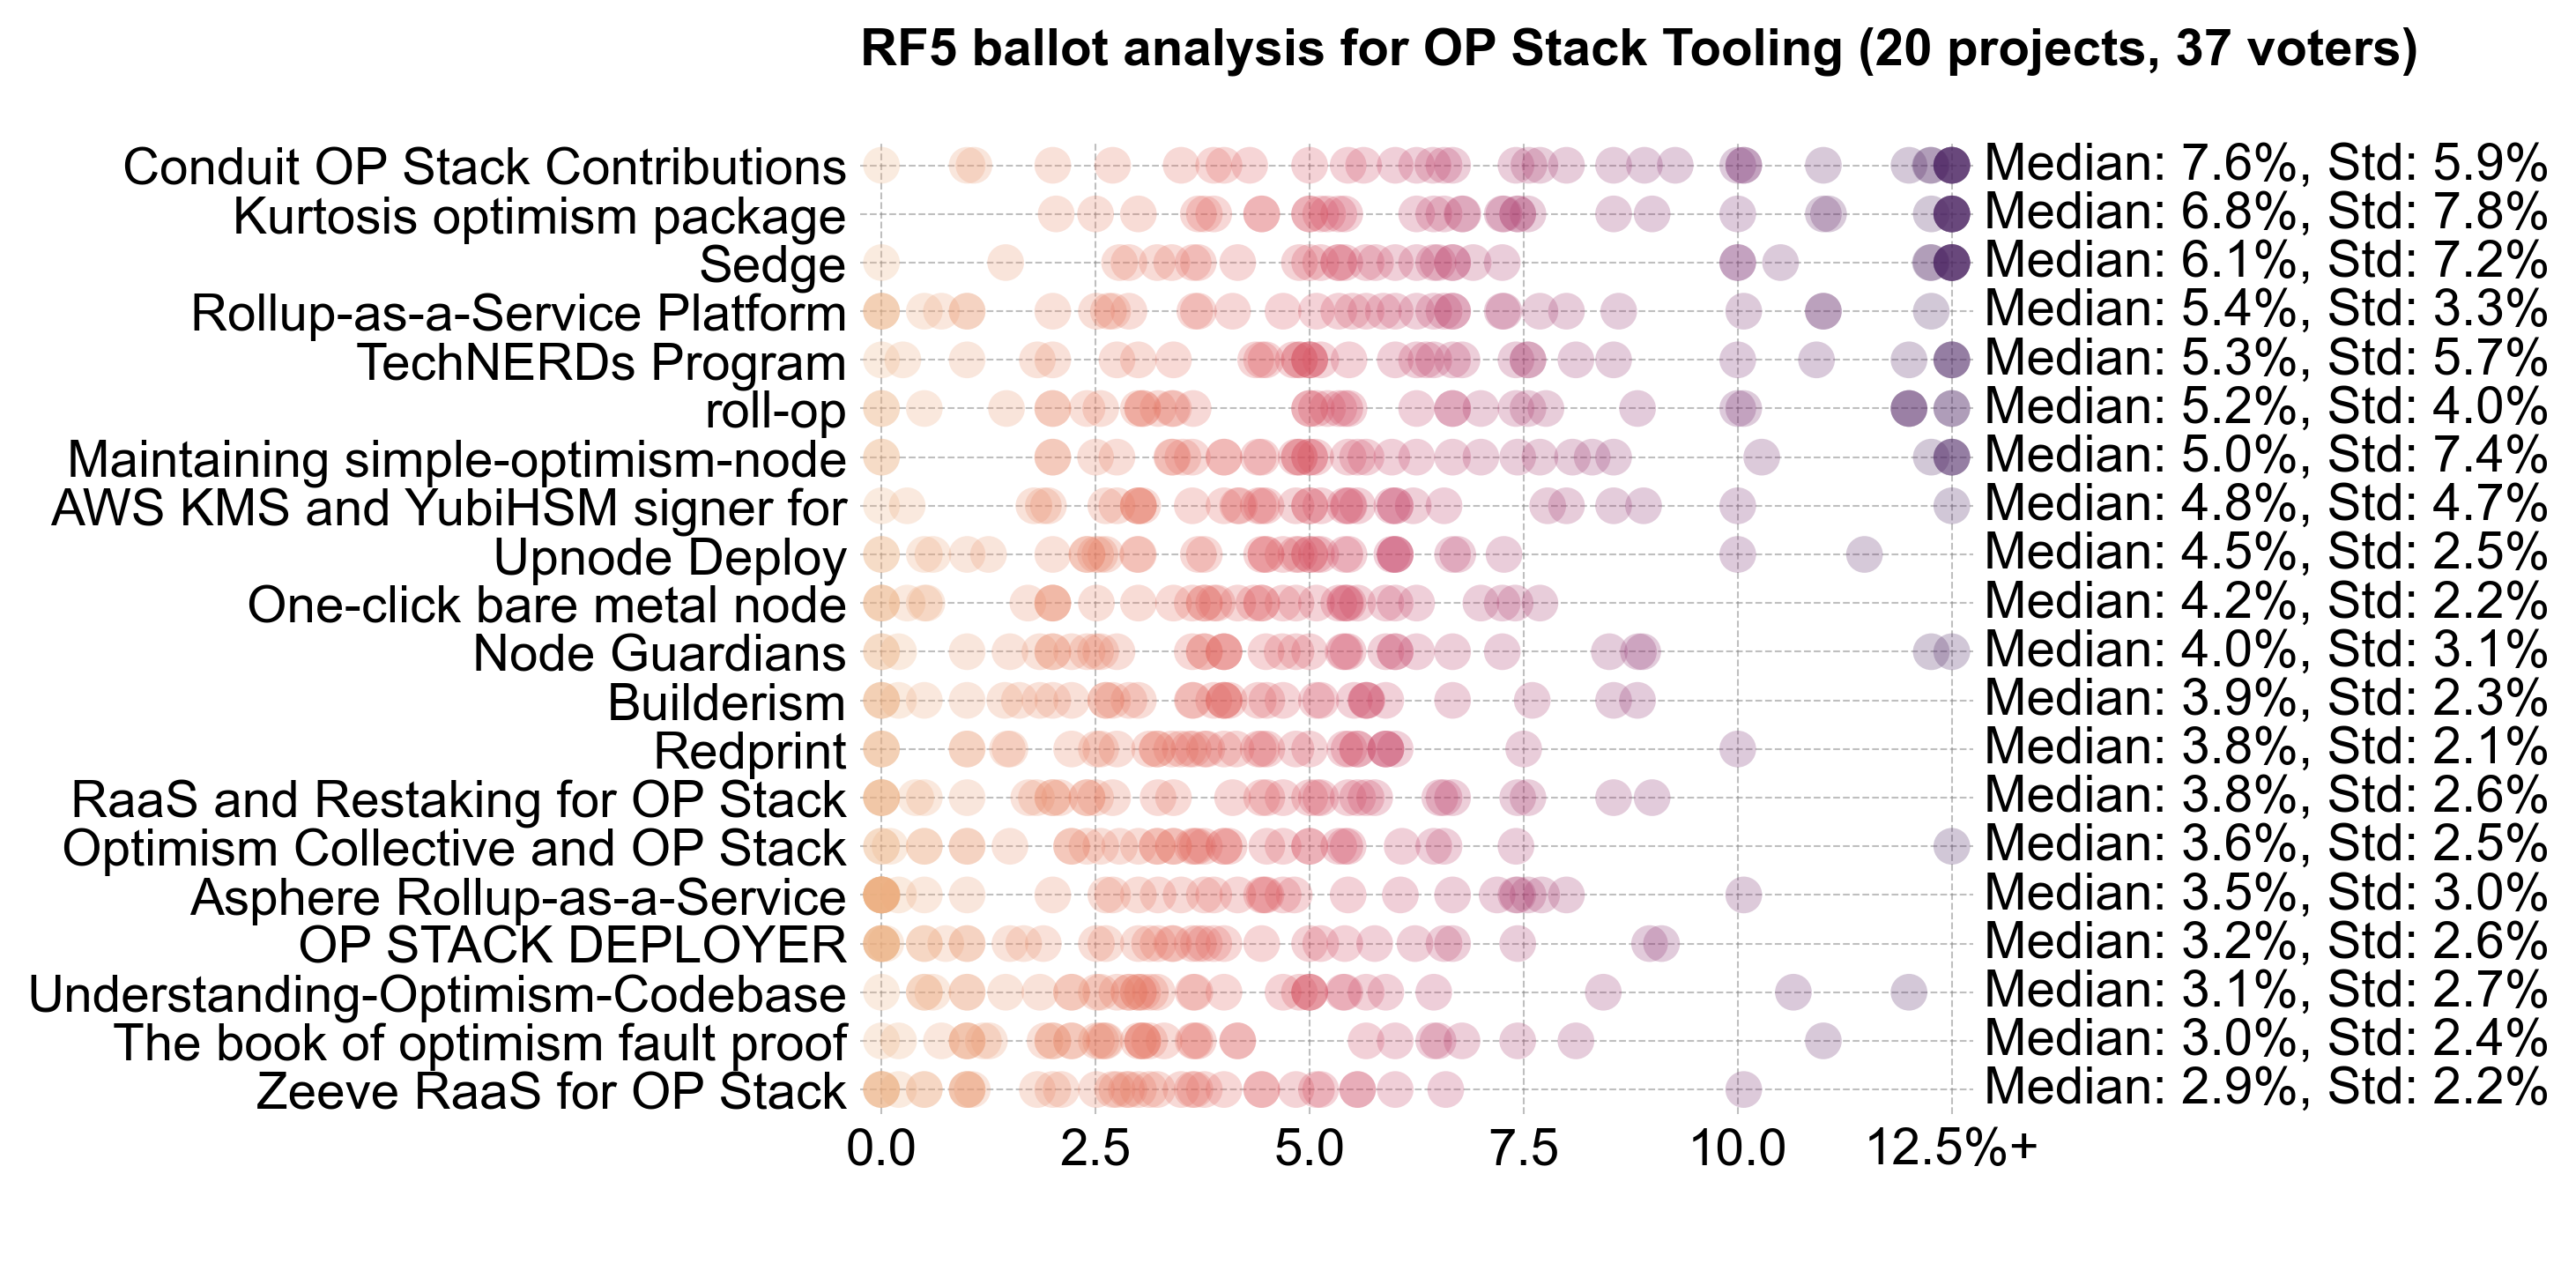 RF5 ballot analysis for OP Stack Tooling (20 projects, 37 voters)
Conduit OP Stack Contributions Median: 7.6%, Std: 5.9%
Kurtosis optimism package Median: 6.8%, Std: 7.8%
Sedge Median: 6.1%, Std: 7.2%
Rollup-as-a-Service Platform Median: 5.4%, Std: 3.3%
TechNERDs Program Median: 5.3%, Std: 5.7%
roll-op Median: 5.2%, Std: 4.0%
Maintaining simple-optimism-node Median: 5.0%, Std: 7.4%
AWS KMS and YubiHSM signer for Median: 4.8%, Std: 4.7%
Upnode Deploy Median: 4.5%, Std: 2.5%
One-click bare metal node Median: 4.2%, Std: 2.2%
Node Guardians Median: 4.0%, Std: 3.1%
Builderism Median: 3.9%, Std: 2.3%
Redprint Median: 3.8%, Std: 2.1%
RaaS and Restaking for OP Stack Median: 3.8%, Std: 2.6%
Optimism Collective and OP Stack Median: 3.6%, Std: 2.5%
Asphere Rollup-as-a-Service Median: 3.5%, Std: 3.0%
OP STACK DEPLOYER Median: 3.2%, Std: 2.6%
Understanding-Optimism-Codebase Median: 3.1%, Std: 2.7%
The book of optimism fault proof Median: 3.0%, Std: 2.4%
Zeeve RaaS for OP Stack Median: 2.9%, Std: 2.2%
0.0 2.5 5.0 7.5 10.0 12.5%+